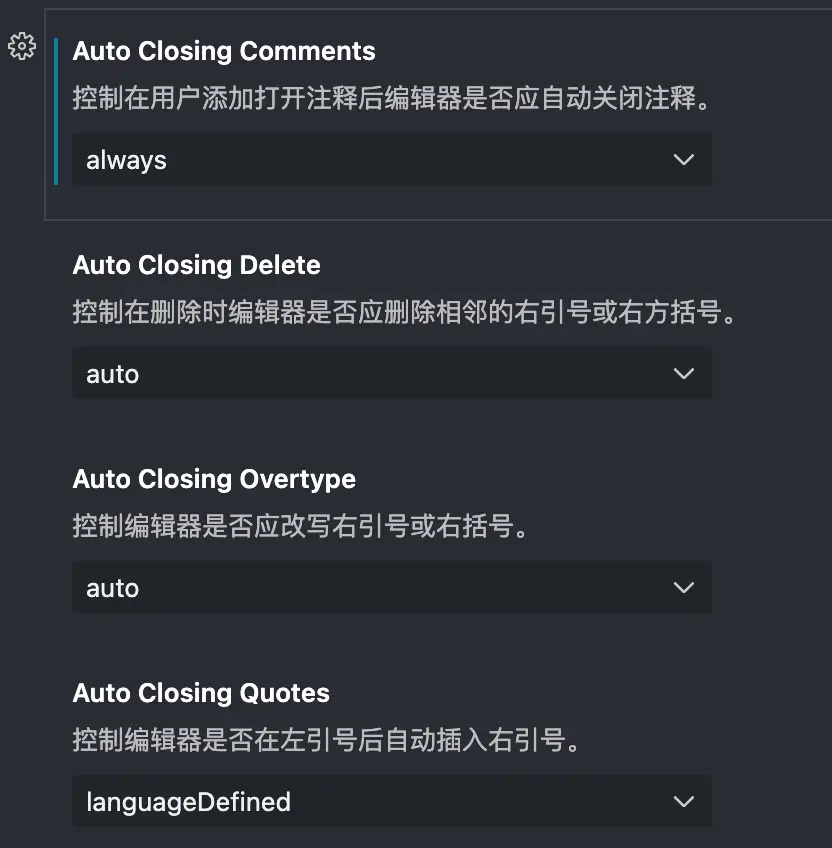 Auto Closing Comments
控制在用户添加打开注释后编辑器是否应自动关闭注释。
always
Auto Closing Delete
控制在删除时编辑器是否应删除相邻的右引号或右方括号。
auto
Auto Closing Overtype
控制编辑器是否应改写右引号或右括号。
auto
Auto Closing Quotes
控制编辑器是否在左引号后自动插入右引号。
languageDefined